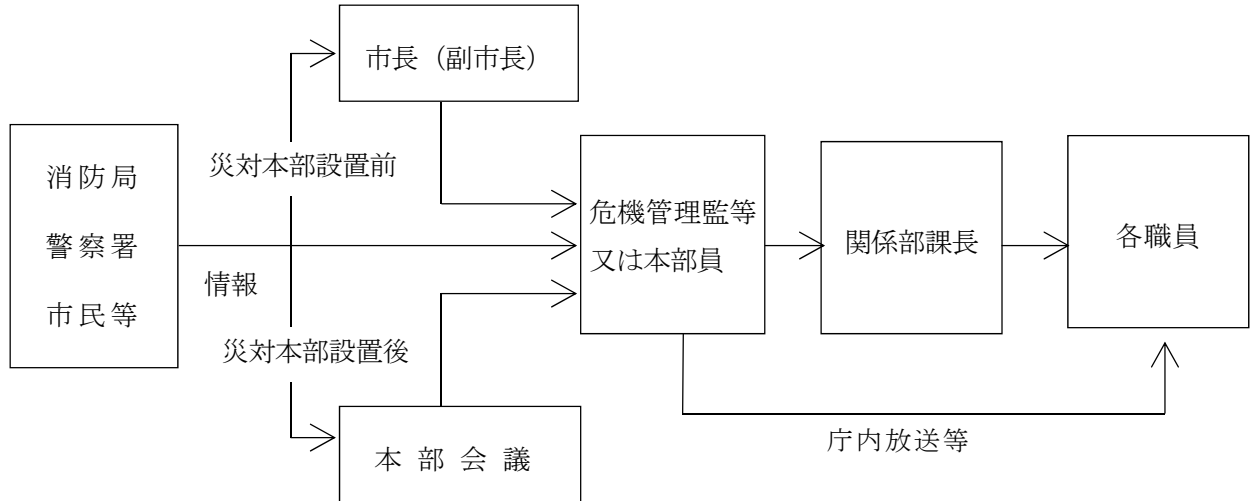 市長（副市長）
消防局
警察署
市民等
災対本部設置前
情報
災対本部設置後
本部会議
危機管理監等
又は本部員
関係部課長
各職員
庁内放送等